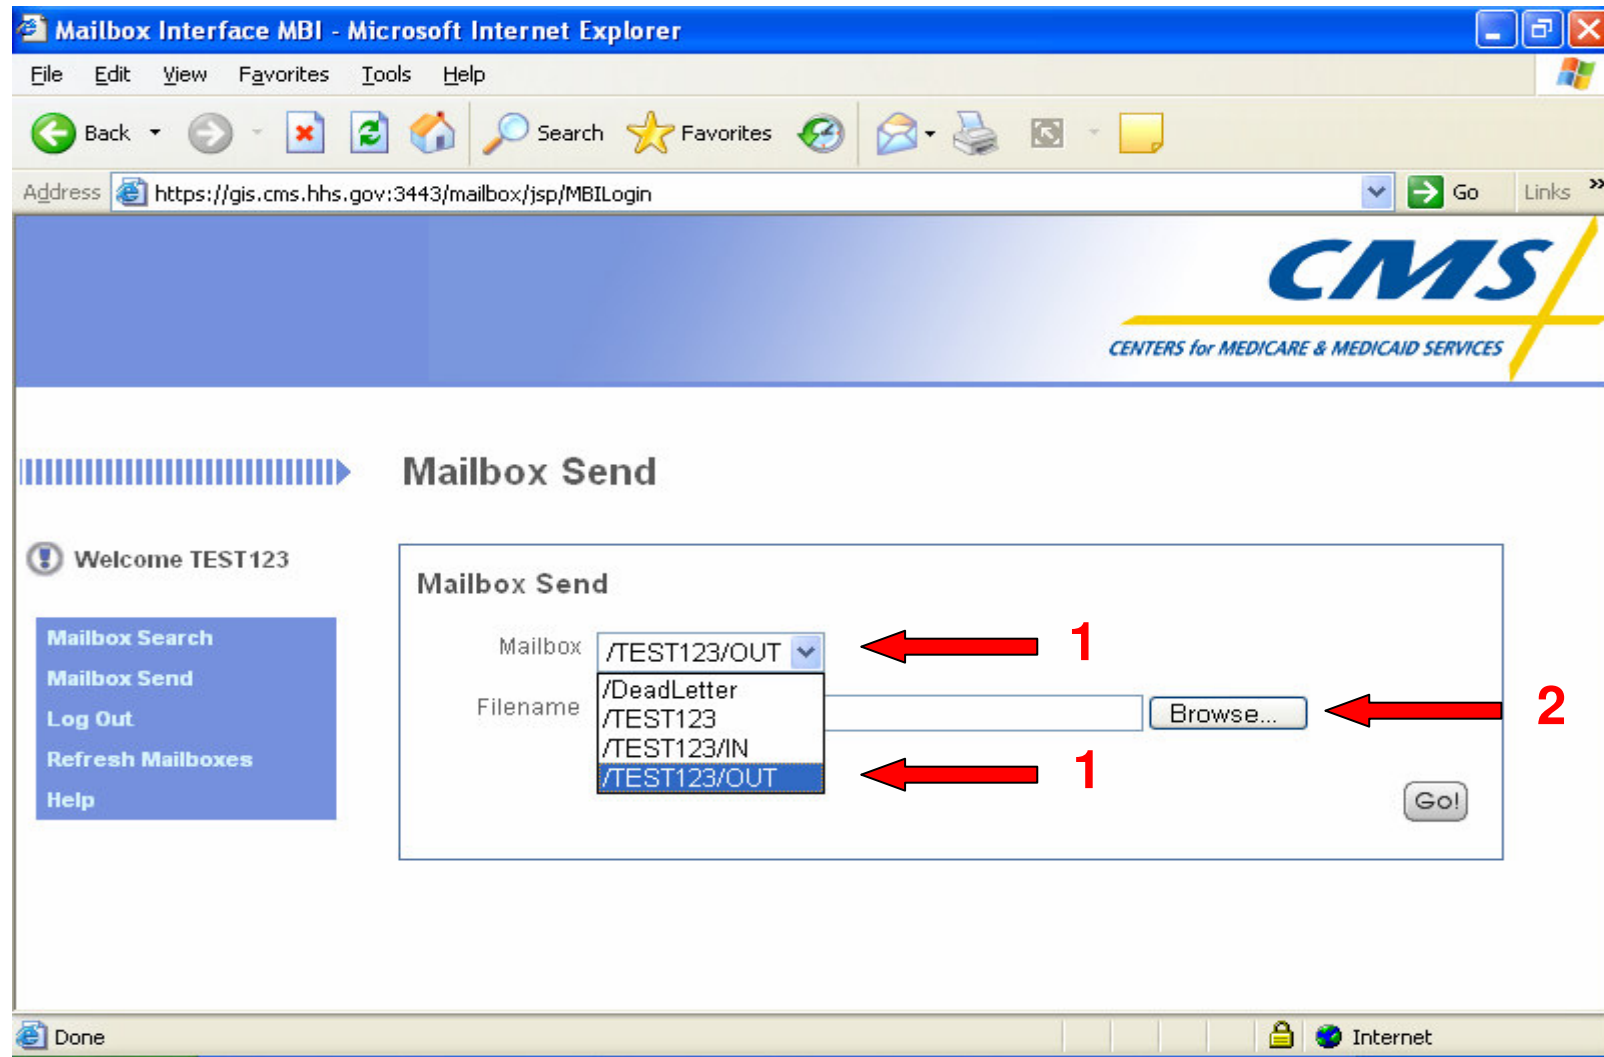 Mailbox Interface MBI - Microsoft Internet Explorer
File Edit View Favorites Tools Help
Back Search Favorites
Address https://gis.cms.hhs.gov:3443/mailbox/jsp/MBILogin Go Links »
CMS
CENTERS for MEDICARE & MEDICAID SERVICES
Mailbox Send
Welcome TEST123
Mailbox Search
Mailbox Send
Log Out
Refresh Mailboxes
Help
Mailbox Send
Mailbox /TEST123/OUT 1
/DeadLetter
Filename /TEST123 Browse... 2
/TEST123/IN
/TEST123/OUT 1
Go!
Done Internet